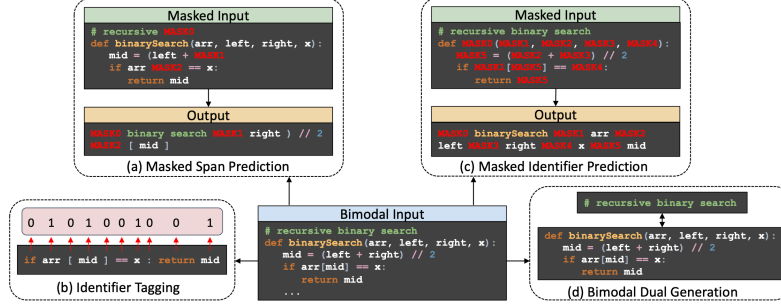 Masked Input
# recursive MASK0
def binarySearch(arr, left, right, x):
mid = (left + MASK1
if arr MASK2 == x:
return mid
Output
MASK0 binary search MASK1 right ) // 2
MASK2 [ mid ]
(a) Masked Span Prediction
Masked Input
# recursive binary search
def MASK0(MASK1, MASK2, MASK3, MASK4):
MASK5 = (MASK2 + MASK3) // 2
if MASK1[MASK5] == MASK4:
return MASK5
Output
MASK0 binarySearch MASK1 arr MASK2
left MASK3 right MASK4 x MASK5 mid
(c) Masked Identifier Prediction
0 1 0 1 0 0 1 0 0 1
if arr [ mid ] == x : return mid
(b) Identifier Tagging
Bimodal Input
# recursive binary search
def binarySearch(arr, left, right, x):
mid = (left + right) // 2
if arr[mid] == x:
return mid
...
# recursive binary search
def binarySearch(arr, left, right, x):
mid = (left + right) // 2
if arr[mid] == x:
return mid
(d) Bimodal Dual Generation